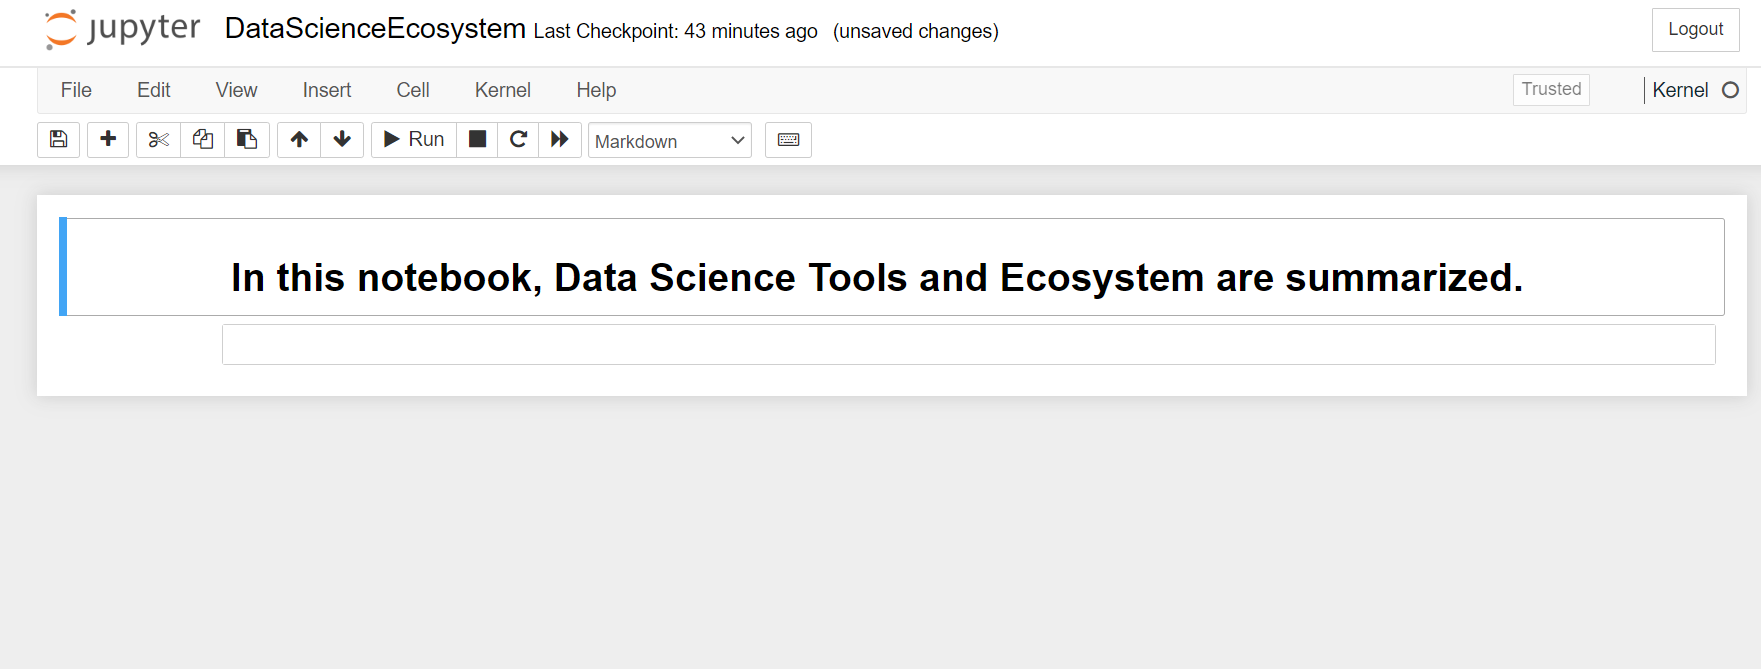 jupyter DataScienceEcosystem Last Checkpoint: 43 minutes ago (unsaved changes) Logout
File Edit View Insert Cell Kernel Help Trusted Kernel
Run Markdown
In this notebook, Data Science Tools and Ecosystem are summarized.